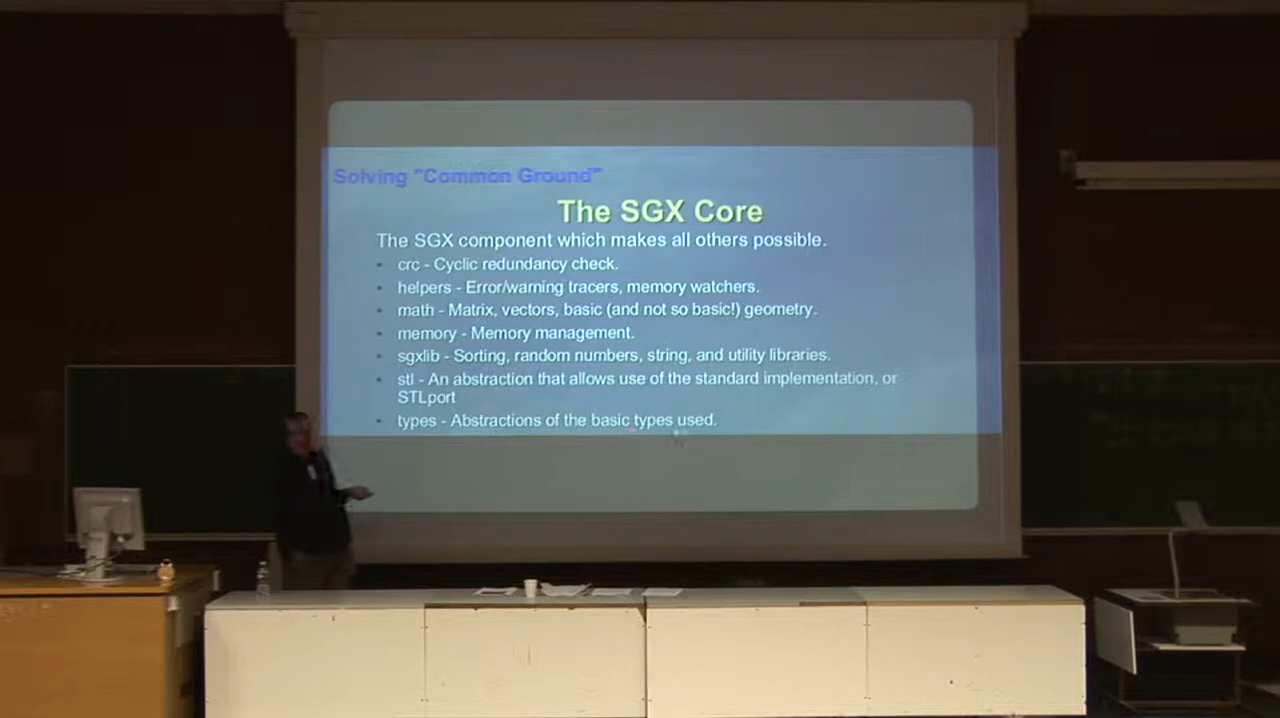 Solving "Common Ground"
The SGX Core
The SGX component which makes all others possible.
• crc - Cyclic redundancy check.
• helpers - Error/warning tracers, memory watchers.
• math - Matrix, vectors, basic (and not so basic!) geometry.
• memory - Memory management.
• sgxlib - Sorting, random numbers, string, and utility libraries.
• stl - An abstraction that allows use of the standard implementation, or
STLport
• types - Abstractions of the basic types used.